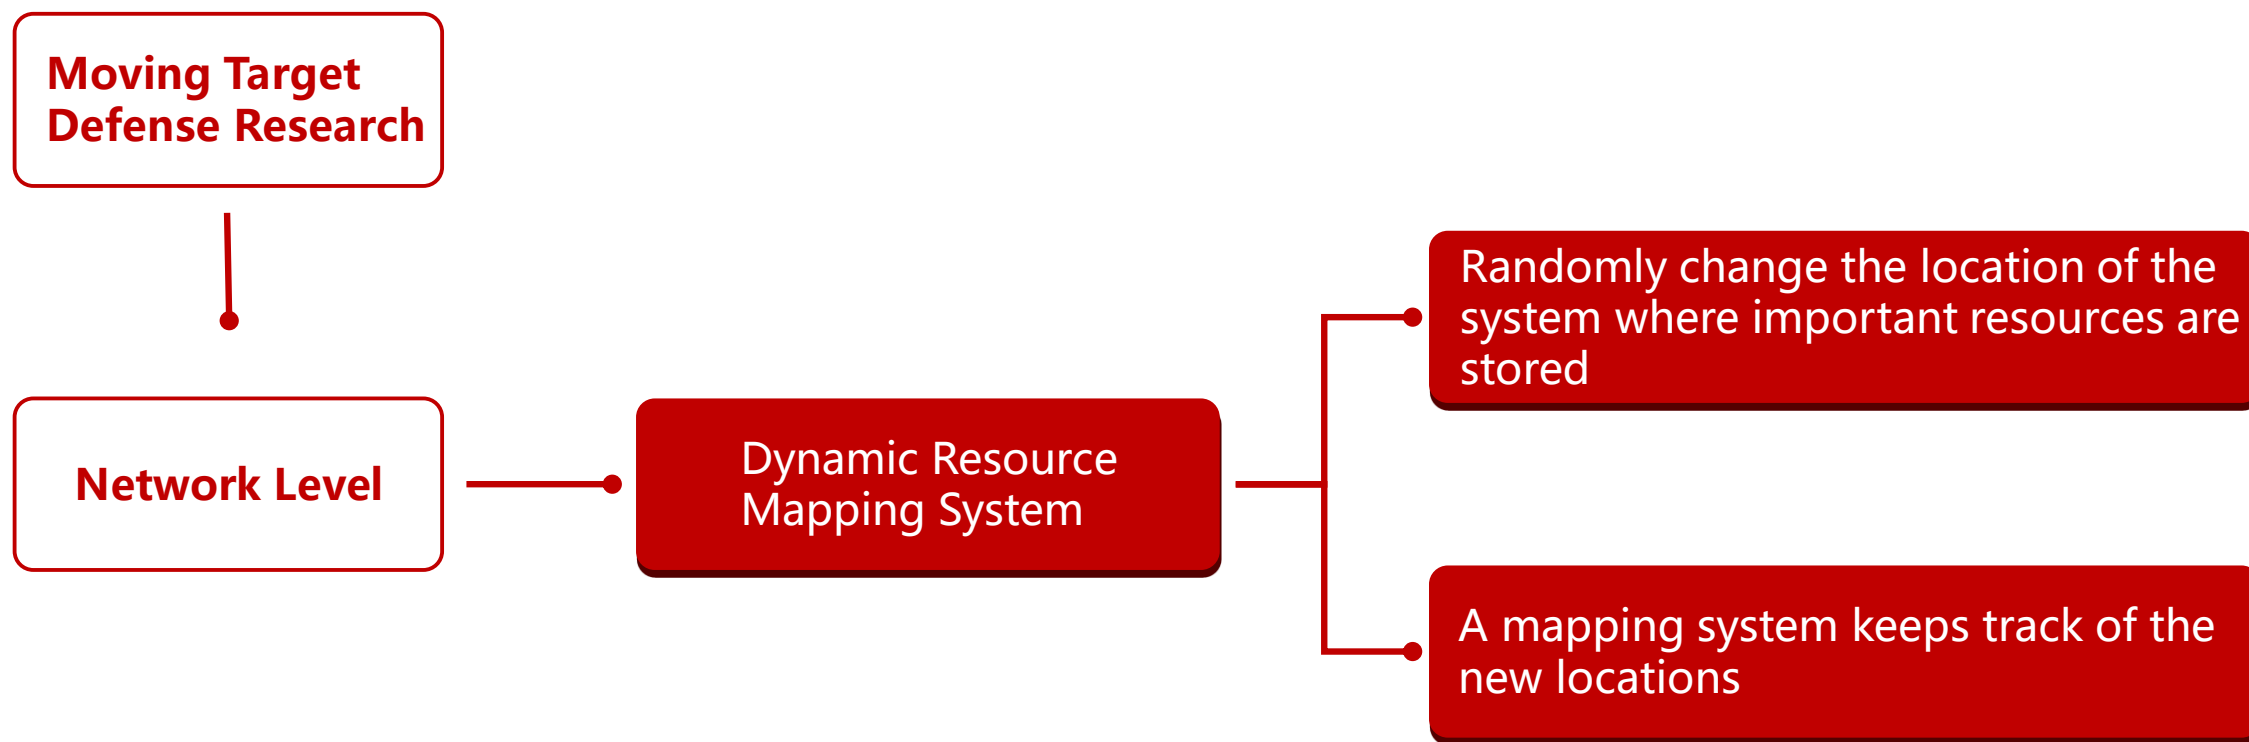 Moving Target
Defense Research
Network Level
Dynamic Resource
Mapping System
Randomly change the location of the
system where important resources are
stored
A mapping system keeps track of the
new locations